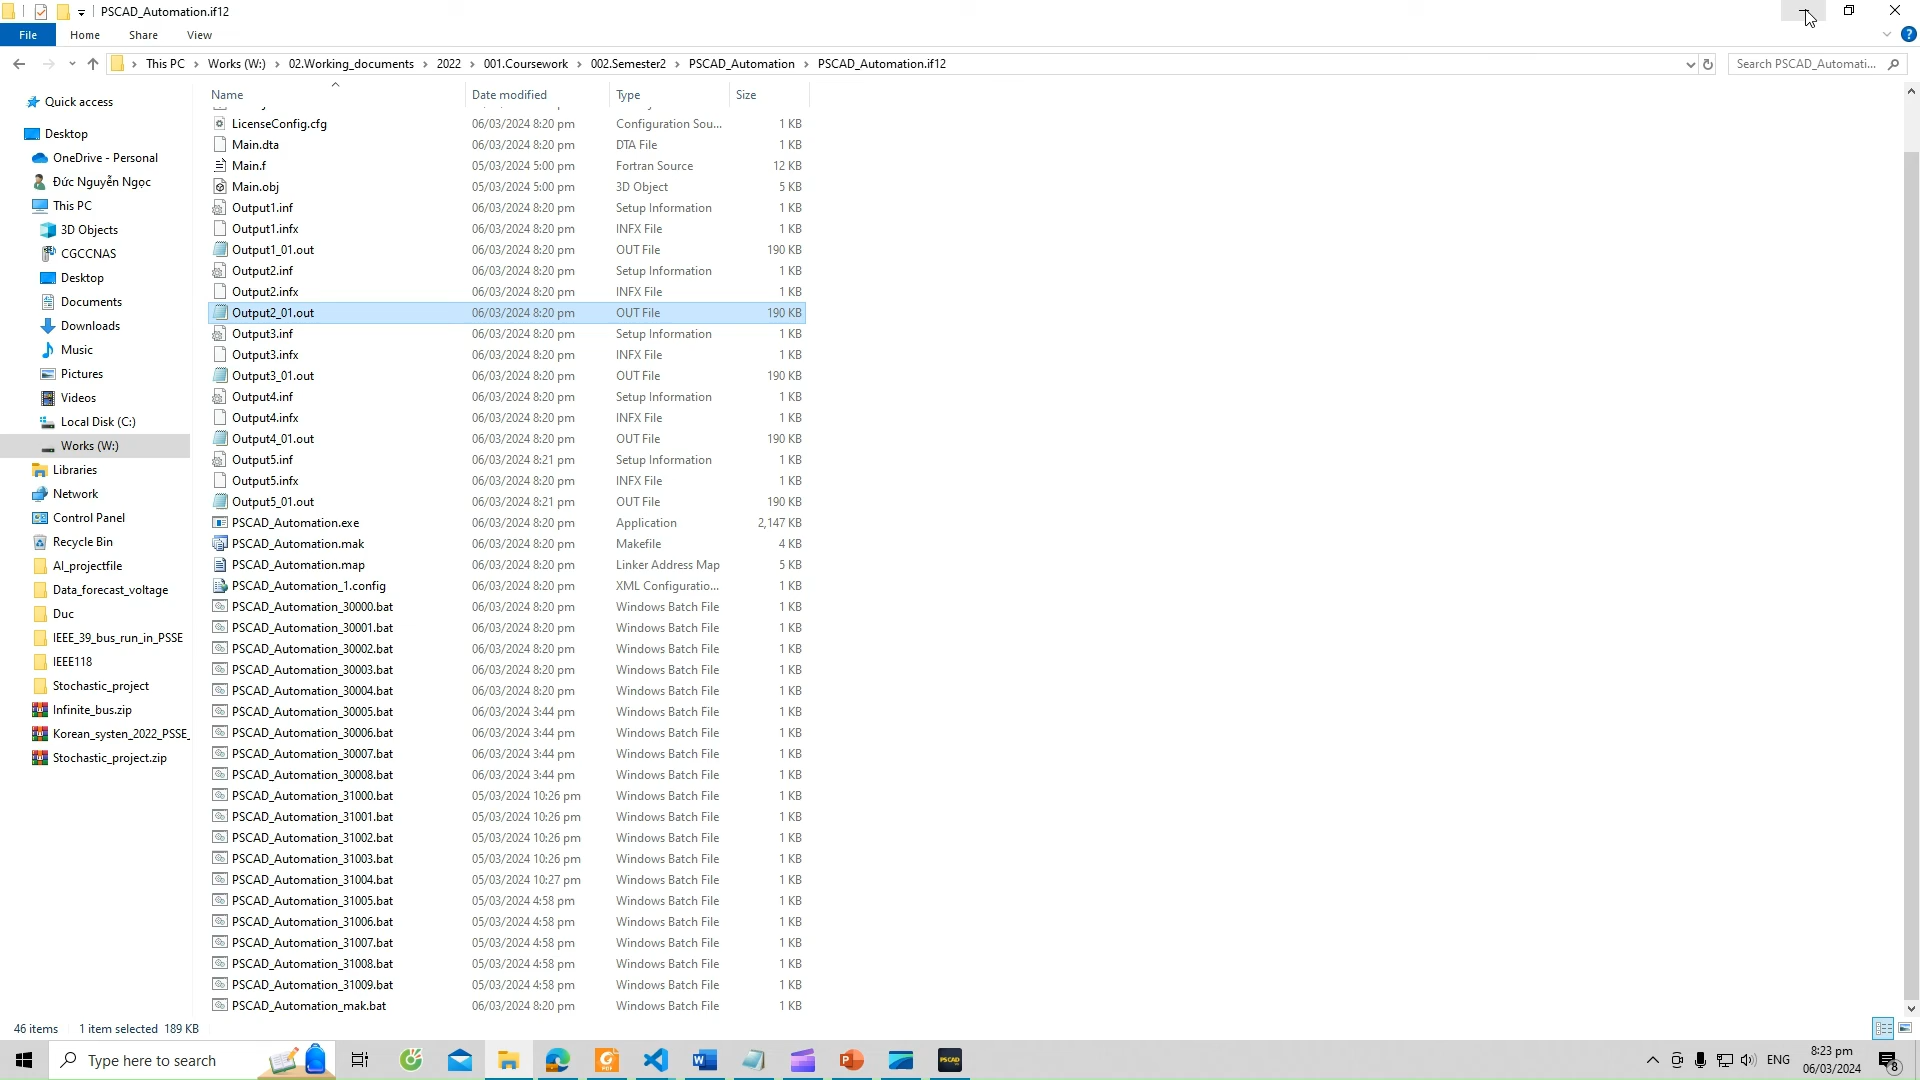 PSCAD_Automation.if12
File Home Share View
This PC Works (W:) 02.Working_documents 2022 001.Coursework 002.Semester2 PSCAD_Automation PSCAD_Automation.if12
Search PSCAD_Automati...
Name Date modified Type Size
Quick access
Desktop
OneDrive - Personal
Đức Nguyễn Ngọc
This PC
3D Objects
CGCCNAS
Desktop
Documents
Downloads
Music
Pictures
Videos
Local Disk (C:)
Works (W:)
Libraries
Network
Control Panel
Recycle Bin
AI_projectfile
Data_forecast_voltage
Duc
IEEE_39_bus_run_in_PSSE
IEEE118
Stochastic_project
Infinite_bus.zip
Korean_systen_2022_PSSE_
Stochastic_project.zip
LicenseConfig.cfg 06/03/2024 8:20 pm Configuration Sou... 1 KB
Main.dta 06/03/2024 8:20 pm DTA File 1 KB
Main.f 05/03/2024 5:00 pm Fortran Source 12 KB
Main.obj 05/03/2024 5:00 pm 3D Object 5 KB
Output1.inf 06/03/2024 8:20 pm Setup Information 1 KB
Output1.infx 06/03/2024 8:20 pm INFX File 1 KB
Output1_01.out 06/03/2024 8:20 pm OUT File 190 KB
Output2.inf 06/03/2024 8:20 pm Setup Information 1 KB
Output2.infx 06/03/2024 8:20 pm INFX File 1 KB
Output2_01.out 06/03/2024 8:20 pm OUT File 190 KB
Output3.inf 06/03/2024 8:20 pm Setup Information 1 KB
Output3.infx 06/03/2024 8:20 pm INFX File 1 KB
Output3_01.out 06/03/2024 8:20 pm OUT File 190 KB
Output4.inf 06/03/2024 8:20 pm Setup Information 1 KB
Output4.infx 06/03/2024 8:20 pm INFX File 1 KB
Output4_01.out 06/03/2024 8:20 pm OUT File 190 KB
Output5.inf 06/03/2024 8:21 pm Setup Information 1 KB
Output5.infx 06/03/2024 8:20 pm INFX File 1 KB
Output5_01.out 06/03/2024 8:21 pm OUT File 190 KB
PSCAD_Automation.exe 06/03/2024 8:20 pm Application 2,147 KB
PSCAD_Automation.mak 06/03/2024 8:20 pm Makefile 4 KB
PSCAD_Automation.map 06/03/2024 8:20 pm Linker Address Map 5 KB
PSCAD_Automation_1.config 06/03/2024 8:20 pm XML Configuratio... 1 KB
PSCAD_Automation_30000.bat 06/03/2024 8:20 pm Windows Batch File 1 KB
PSCAD_Automation_30001.bat 06/03/2024 8:20 pm Windows Batch File 1 KB
PSCAD_Automation_30002.bat 06/03/2024 8:20 pm Windows Batch File 1 KB
PSCAD_Automation_30003.bat 06/03/2024 8:20 pm Windows Batch File 1 KB
PSCAD_Automation_30004.bat 06/03/2024 8:20 pm Windows Batch File 1 KB
PSCAD_Automation_30005.bat 06/03/2024 3:44 pm Windows Batch File 1 KB
PSCAD_Automation_30006.bat 06/03/2024 3:44 pm Windows Batch File 1 KB
PSCAD_Automation_30007.bat 06/03/2024 3:44 pm Windows Batch File 1 KB
PSCAD_Automation_30008.bat 06/03/2024 3:44 pm Windows Batch File 1 KB
PSCAD_Automation_31000.bat 05/03/2024 10:26 pm Windows Batch File 1 KB
PSCAD_Automation_31001.bat 05/03/2024 10:26 pm Windows Batch File 1 KB
PSCAD_Automation_31002.bat 05/03/2024 10:26 pm Windows Batch File 1 KB
PSCAD_Automation_31003.bat 05/03/2024 10:26 pm Windows Batch File 1 KB
PSCAD_Automation_31004.bat 05/03/2024 10:27 pm Windows Batch File 1 KB
PSCAD_Automation_31005.bat 05/03/2024 4:58 pm Windows Batch File 1 KB
PSCAD_Automation_31006.bat 05/03/2024 4:58 pm Windows Batch File 1 KB
PSCAD_Automation_31007.bat 05/03/2024 4:58 pm Windows Batch File 1 KB
PSCAD_Automation_31008.bat 05/03/2024 4:58 pm Windows Batch File 1 KB
PSCAD_Automation_31009.bat 05/03/2024 4:58 pm Windows Batch File 1 KB
PSCAD_Automation_mak.bat 06/03/2024 8:20 pm Windows Batch File 1 KB
46 items 1 item selected 189 KB
Type here to search
PSCAD
ENG
8:23 pm
06/03/2024
8